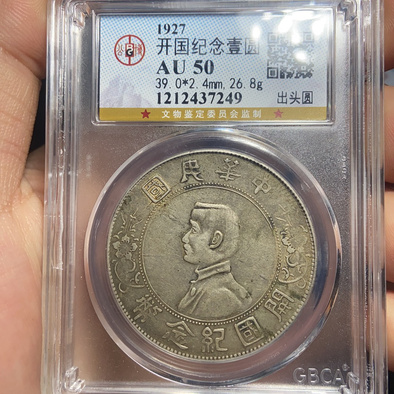 1927
开国纪念壹圆
AU 50
39.0*2.4mm,26.8g
1212437249
出头圆
★ 文物鉴定委员会监制 ★
中華民國
開國紀念幣
GBCA